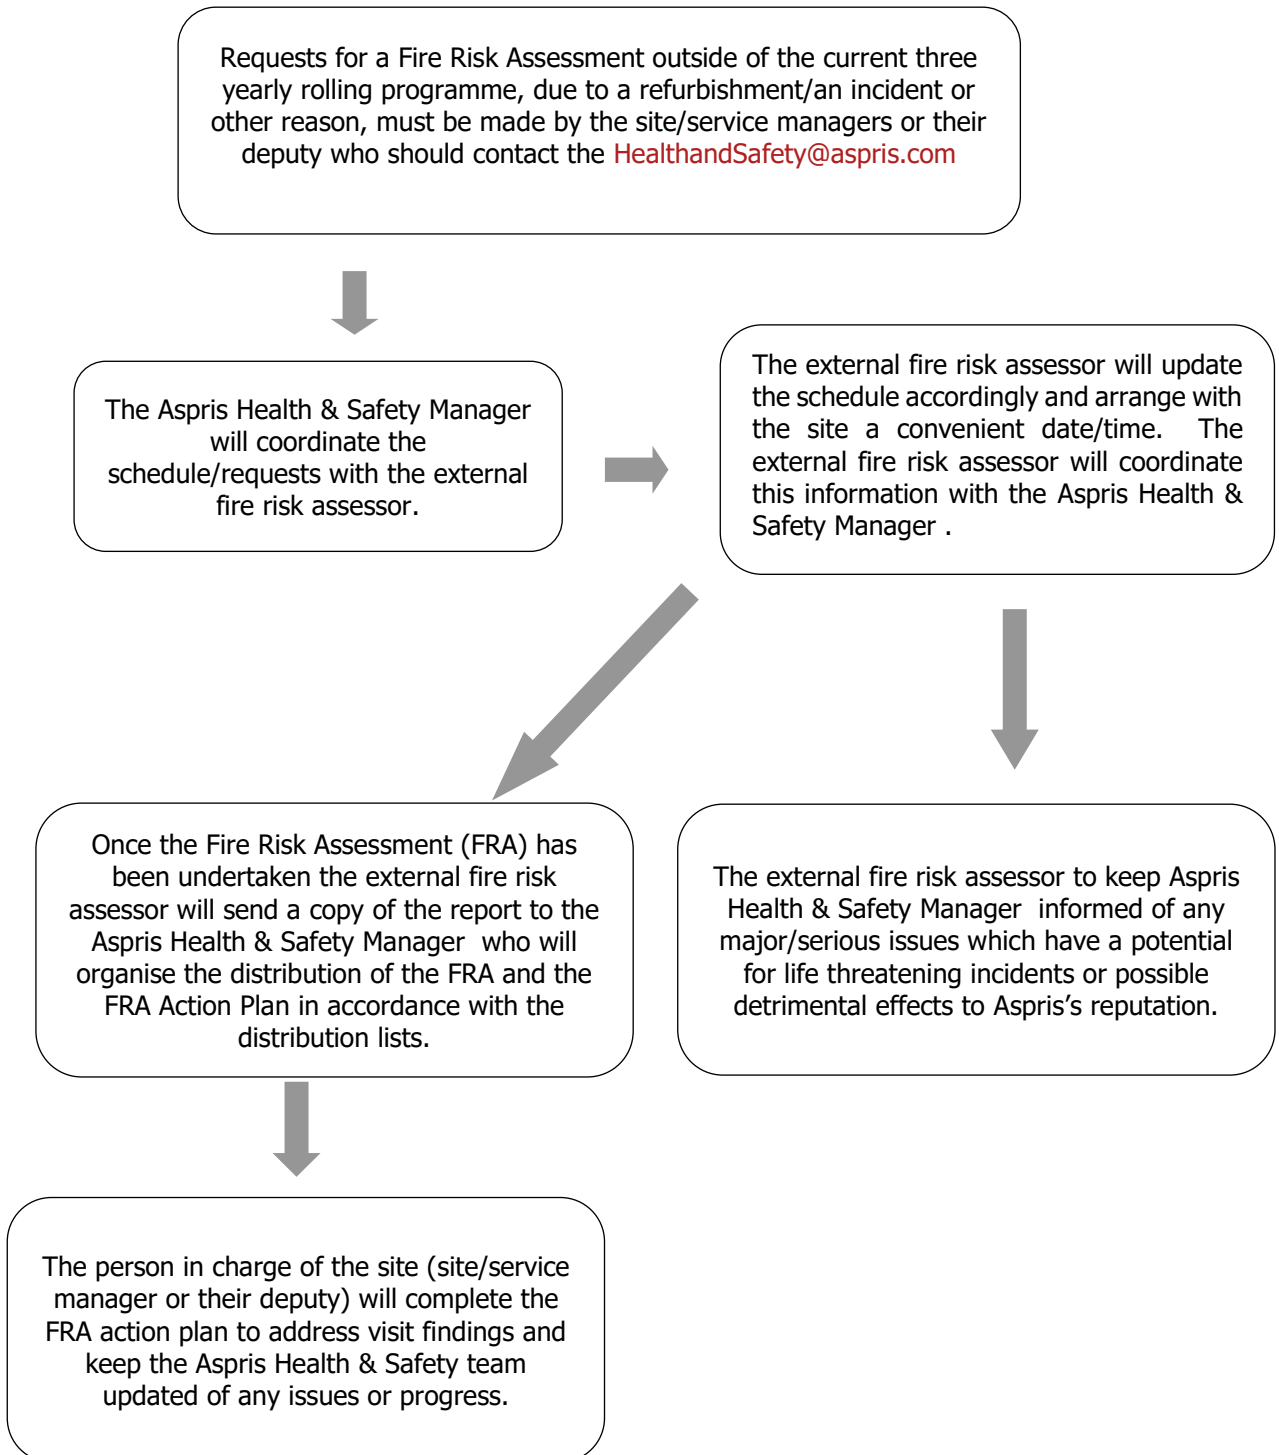 Requests for a Fire Risk Assessment outside of the current three
yearly rolling programme, due to a refurbishment/an incident or
other reason, must be made by the site/service managers or their
deputy who should contact the HealthandSafety@aspris.com
The Aspris Health & Safety Manager
will coordinate the
schedule/requests with the external
fire risk assessor.
The external fire risk assessor will update
the schedule accordingly and arrange with
the site a convenient date/time. The
external fire risk assessor will coordinate
this information with the Aspris Health &
Safety Manager .
Once the Fire Risk Assessment (FRA) has
been undertaken the external fire risk
assessor will send a copy of the report to the
Aspris Health & Safety Manager who will
organise the distribution of the FRA and the
FRA Action Plan in accordance with the
distribution lists.
The external fire risk assessor to keep Aspris
Health & Safety Manager informed of any
major/serious issues which have a potential
for life threatening incidents or possible
detrimental effects to Aspris's reputation.
The person in charge of the site (site/service
manager or their deputy) will complete the
FRA action plan to address visit findings and
keep the Aspris Health & Safety team
updated of any issues or progress.